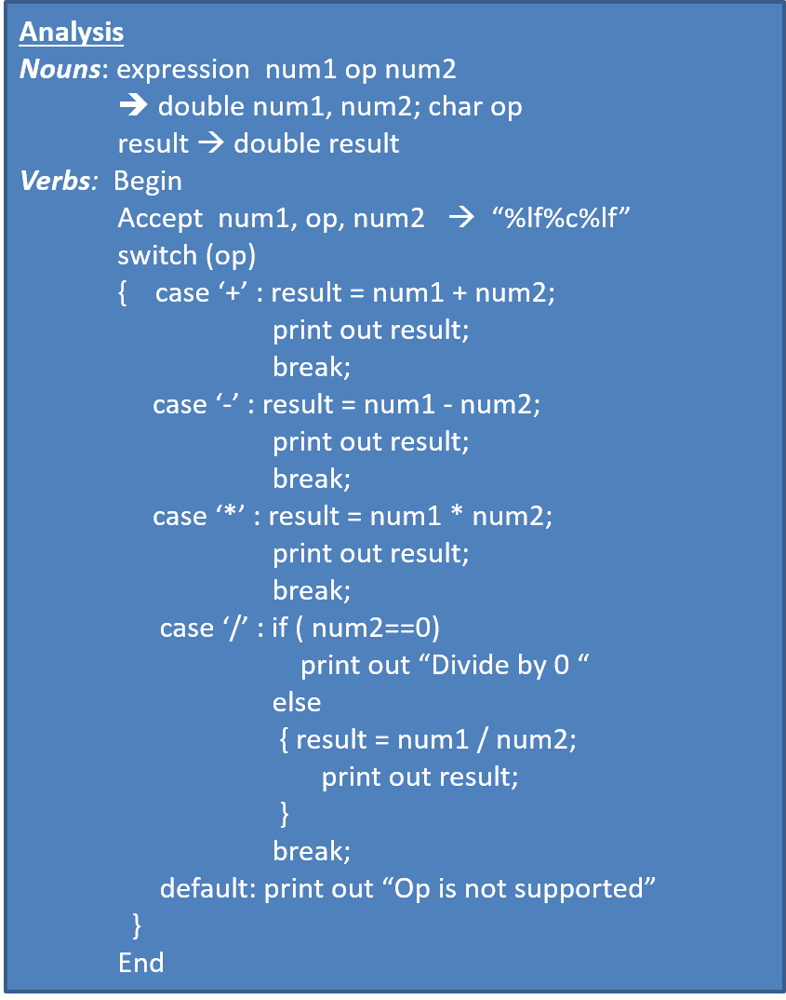 Analysis
Nouns: expression  num1 op num2
➔ double num1, num2; char op
result → double result
Verbs:  Begin
Accept  num1, op, num2  →  “%lf%c%lf”
switch (op)
{   case ‘+’ : result = num1 + num2;
print out result;
break;
case ‘-’ : result = num1 - num2;
print out result;
break;
case ‘*’ : result = num1 * num2;
print out result;
break;
case ‘/’ : if ( num2==0)
print out “Divide by 0 “
else
{ result = num1 / num2;
print out result;
}
break;
default: print out “Op is not supported”
}
End